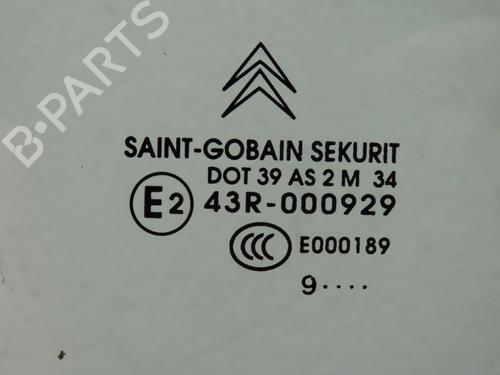 B-PARTS
SAINT-GOBAIN SEKURIT
DOT 39 AS 2 M 34
E2 43R-000929
CCC E000189
9····